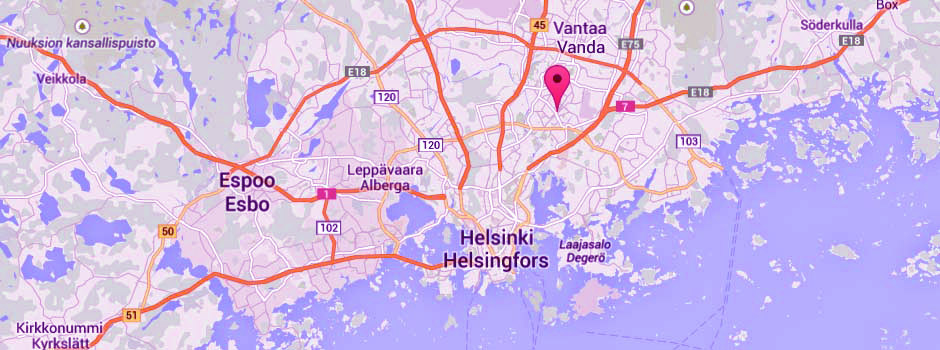 Box
Söderkulla
45
Vantaa
Vanda
Nuuksion kansallispuisto
E75
E18
E18
Veikkola
120
7
E18
120
103
Leppävaara
Alberga
Espoo
Esbo
1
102
50
Helsinki
Helsingfors
Laajasalo
Degerö
51
Kirkkonummi
Kyrkslätt